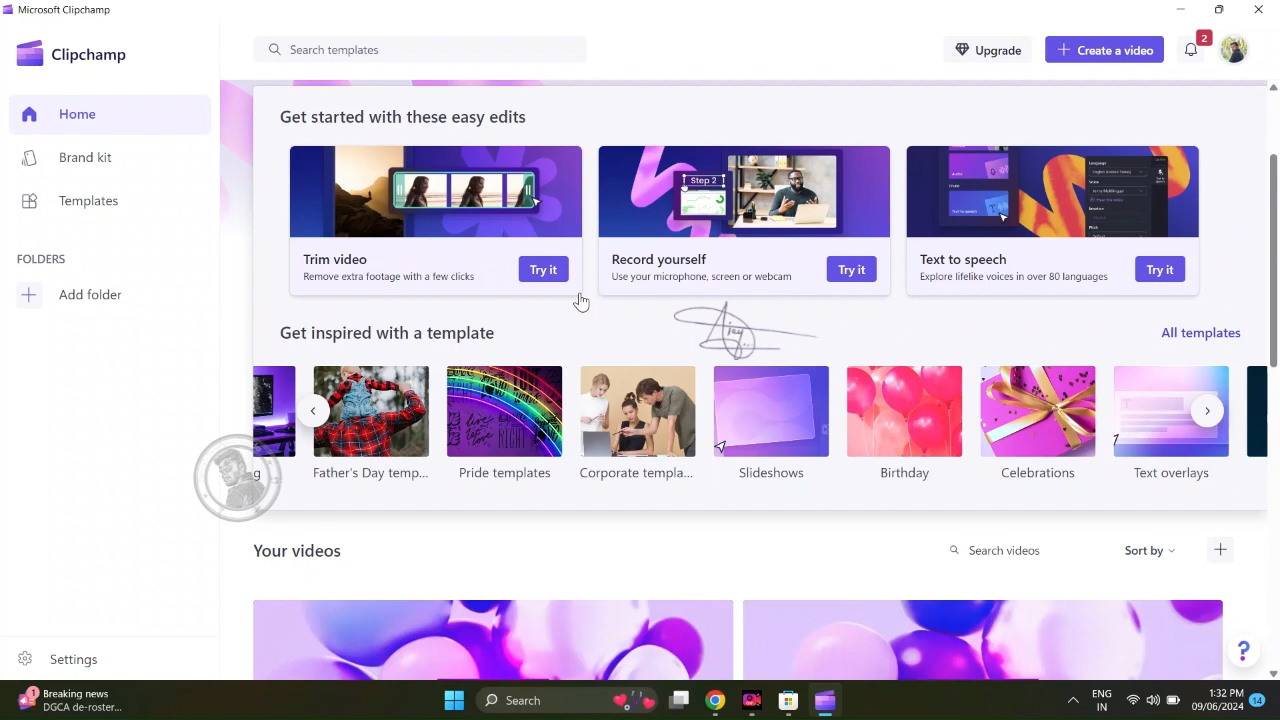 Microsoft Clipchamp
Clipchamp
Search templates
Upgrade
Create a video
2
Home
Brand kit
Templates
FOLDERS
Add folder
Settings
Get started with these easy edits
Step 2
Trim video
Remove extra footage with a few clicks
Try it
Record yourself
Use your microphone, screen or webcam
Try it
Text to speech
Explore lifelike voices in over 80 languages
Try it
Get inspired with a template
All templates
g
Father's Day temp...
Pride templates
Corporate templa...
Slideshows
Birthday
Celebrations
Text overlays
Your videos
Search videos
Sort by
?
1
Breaking news
DGCA de-roster...
Search
ENG
IN
1:32 PM
09/06/2024
14